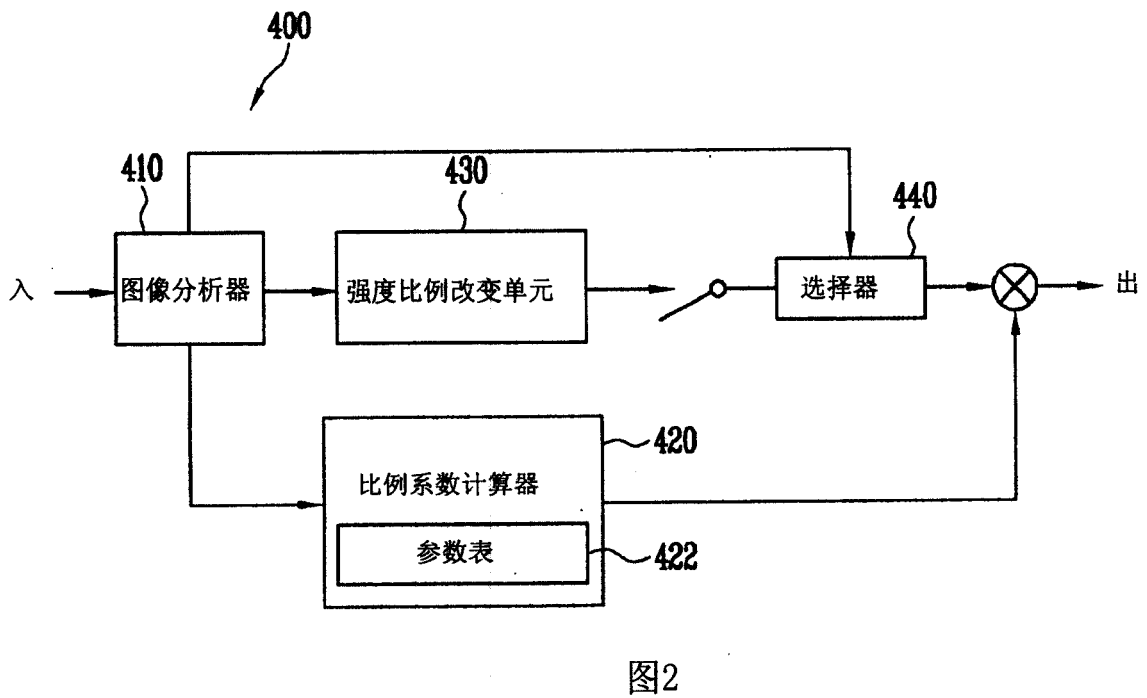 400
410
430
440
入
图像分析器
强度比例改变单元
选择器
出
420
比例系数计算器
参数表
422
图2